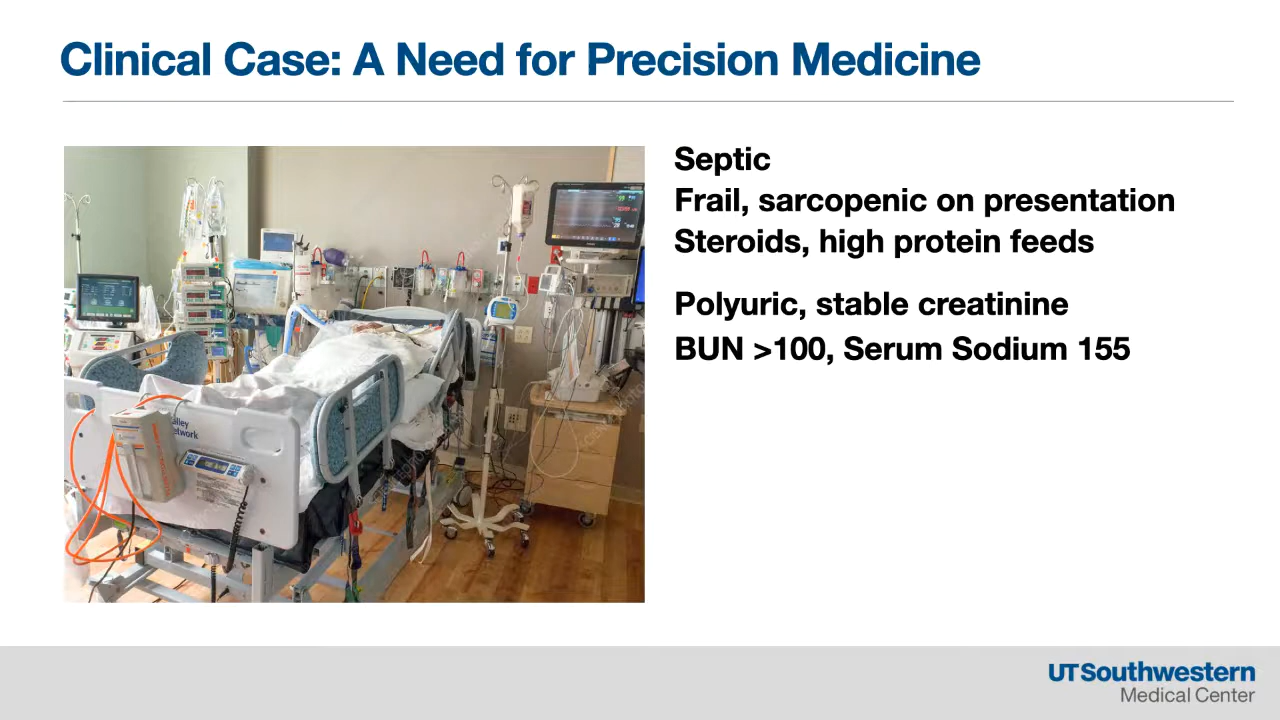 Clinical Case: A Need for Precision Medicine
Septic
Frail, sarcopenic on presentation
Steroids, high protein feeds
Polyuric, stable creatinine
BUN >100, Serum Sodium 155
UTSouthwestern
Medical Center